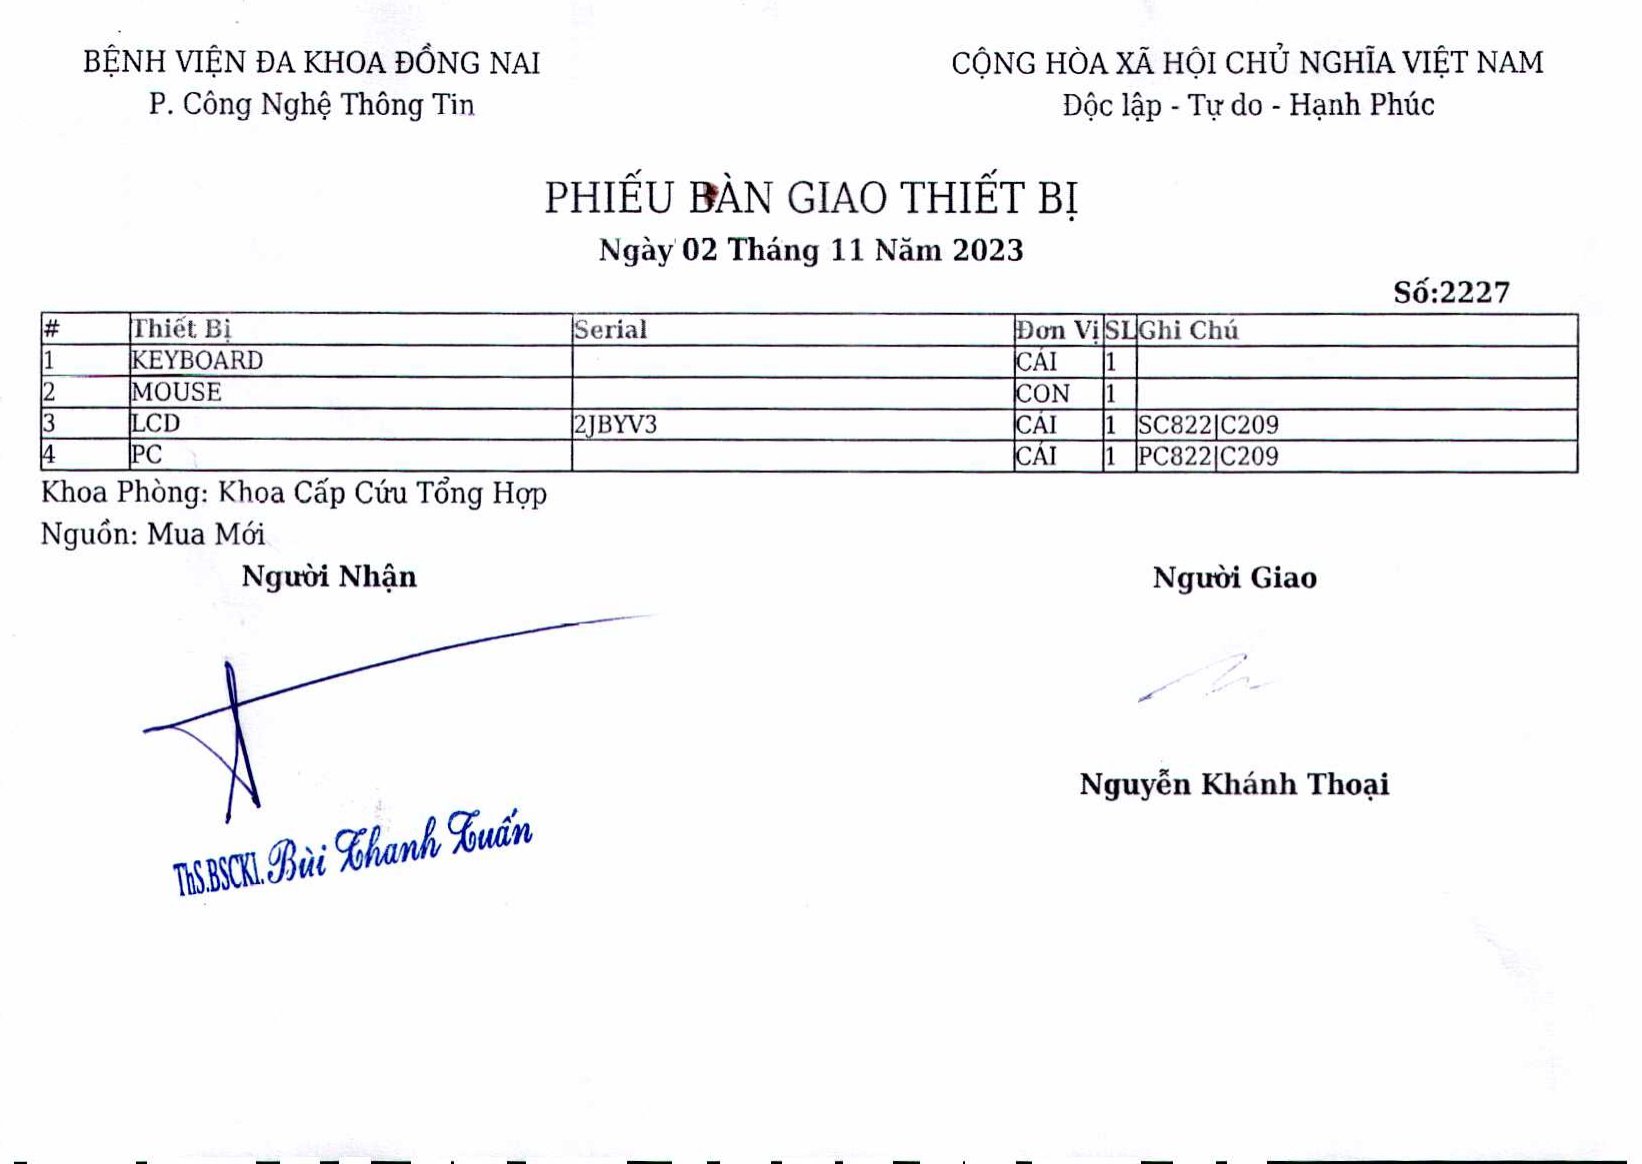 BỆNH VIỆN ĐA KHOA ĐỒNG NAI
P. Công Nghệ Thông Tin
CỘNG HÒA XÃ HỘI CHỦ NGHĨA VIỆT NAM
Độc lập - Tự do - Hạnh Phúc
PHIẾU BÀN GIAO THIẾT BỊ
Ngày 02 Tháng 11 Năm 2023
Số:2227
# Thiết Bị Serial Đơn Vị SL Ghi Chú
1 KEYBOARD CÁI 1
2 MOUSE CON 1
3 LCD 2JBYV3 CÁI 1 SC822|C209
4 PC CÁI 1 PC822|C209
Khoa Phòng: Khoa Cấp Cứu Tổng Hợp
Nguồn: Mua Mới
Người Nhận Người Giao
Nguyễn Khánh Thoại
ThS.BSCKI. Bùi Thanh Tuấn